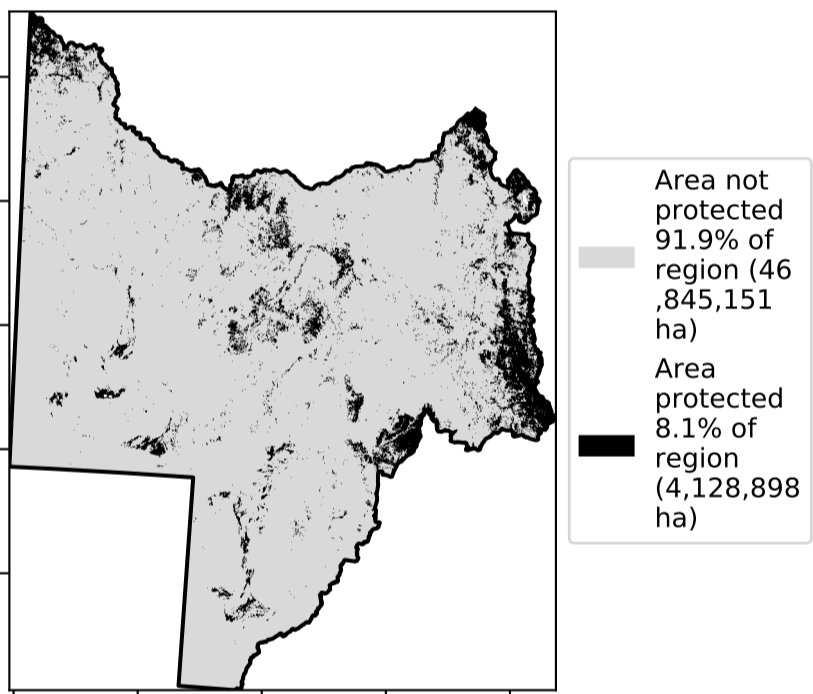 Area not
protected
91.9% of
region (46
,845,151
ha)
Area
protected
8.1% of
region
(4,128,898
ha)